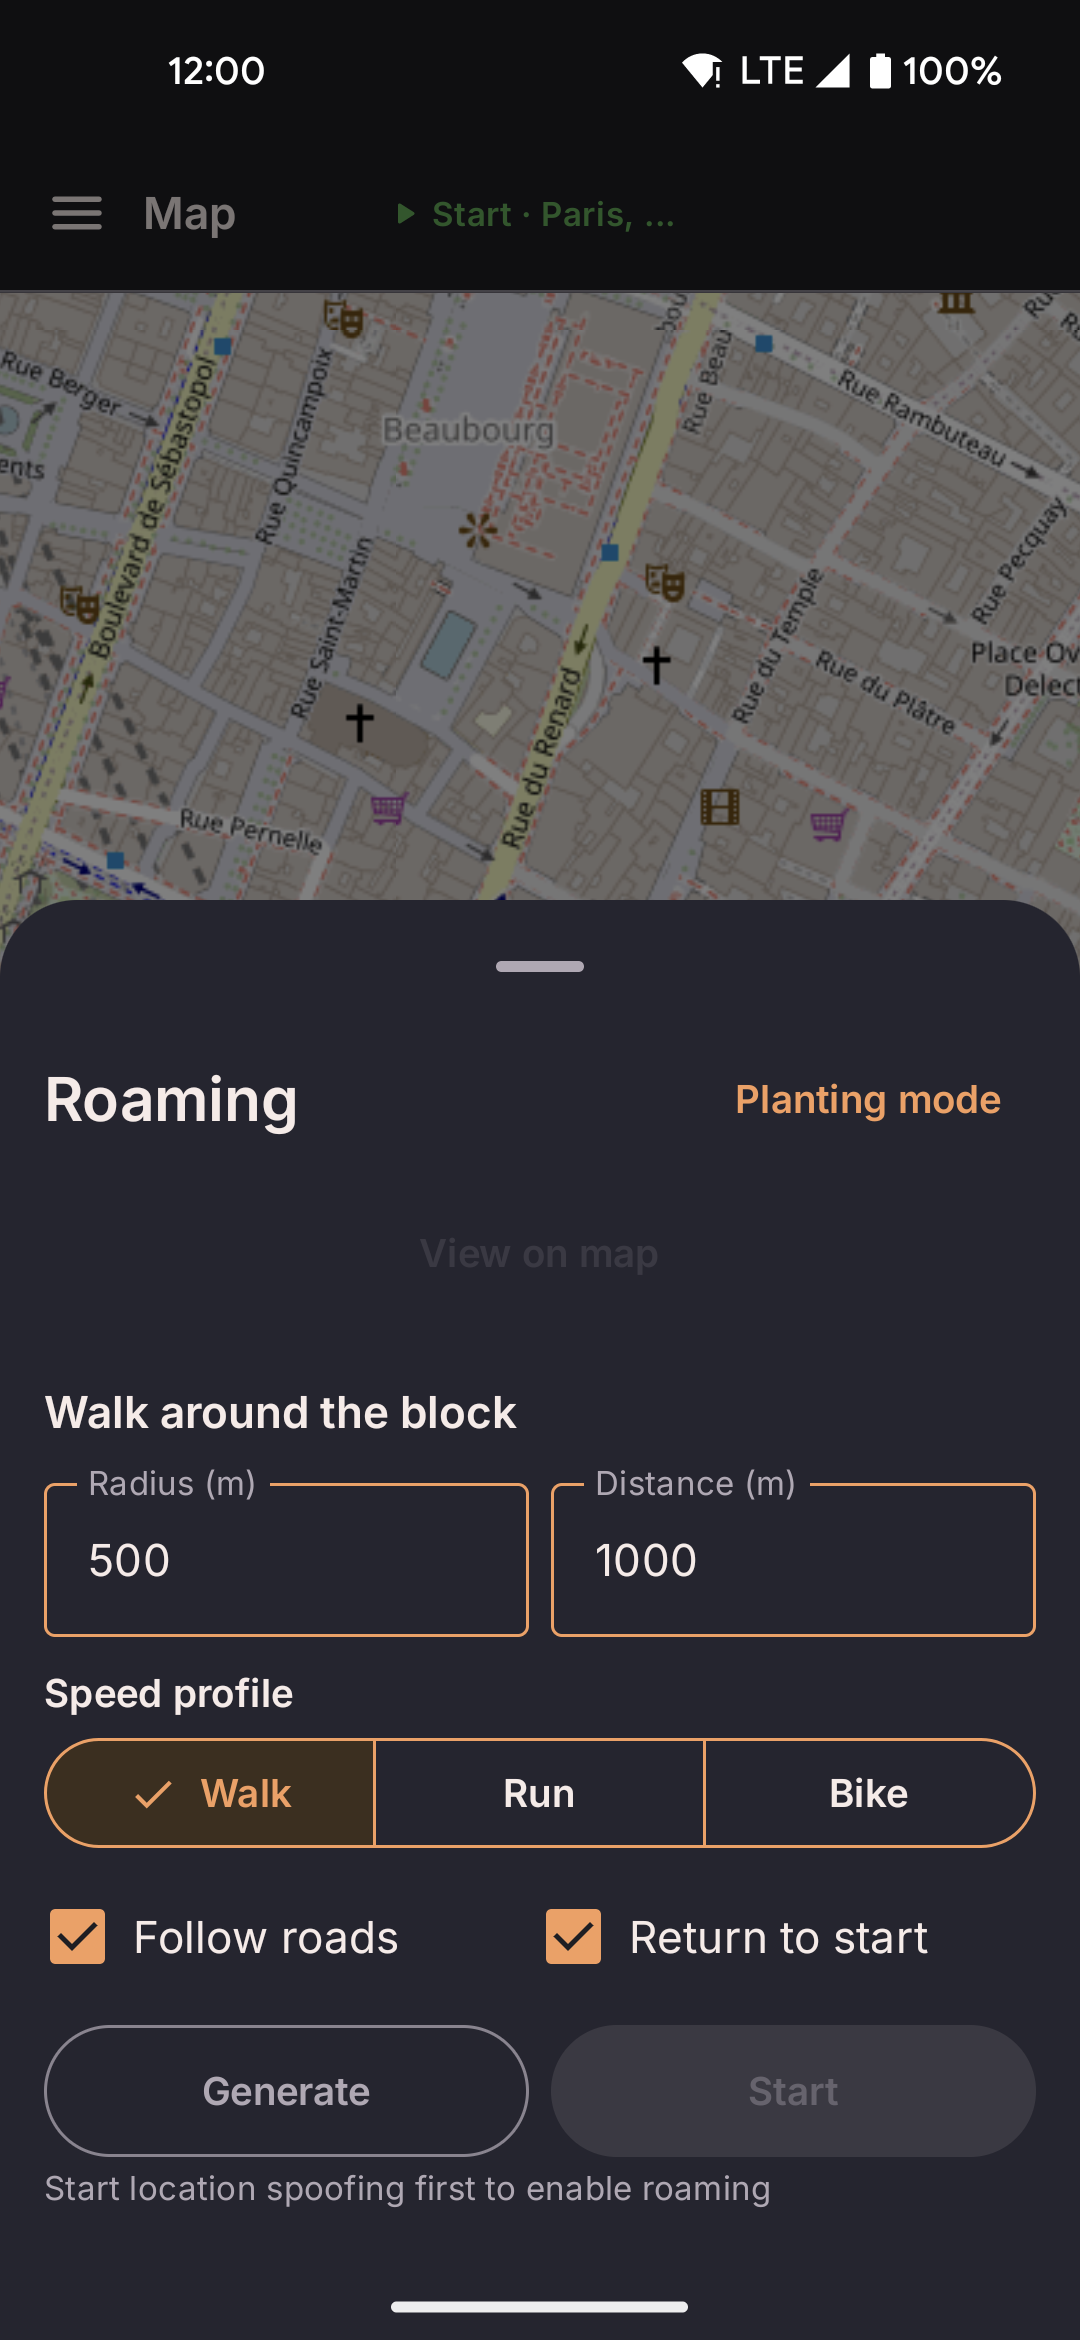 12:00
LTE
100%
Map
Start · Paris, ...
Rue Berger
Boulevard de Sébastopol
Rue Quincampoix
Beaubourg
Rue Beau
Rue Rambuteau
Rue Pecquay
ents
Rue Saint-Martin
Rue du Temple
Place Ov
Delect
Rue du Plâtre
Rue du Renard
Rue Pernelle
Roaming
Planting mode
View on map
Walk around the block
Radius (m)
Distance (m)
500
1000
Speed profile
Walk
Run
Bike
Follow roads
Return to start
Generate
Start
Start location spoofing first to enable roaming